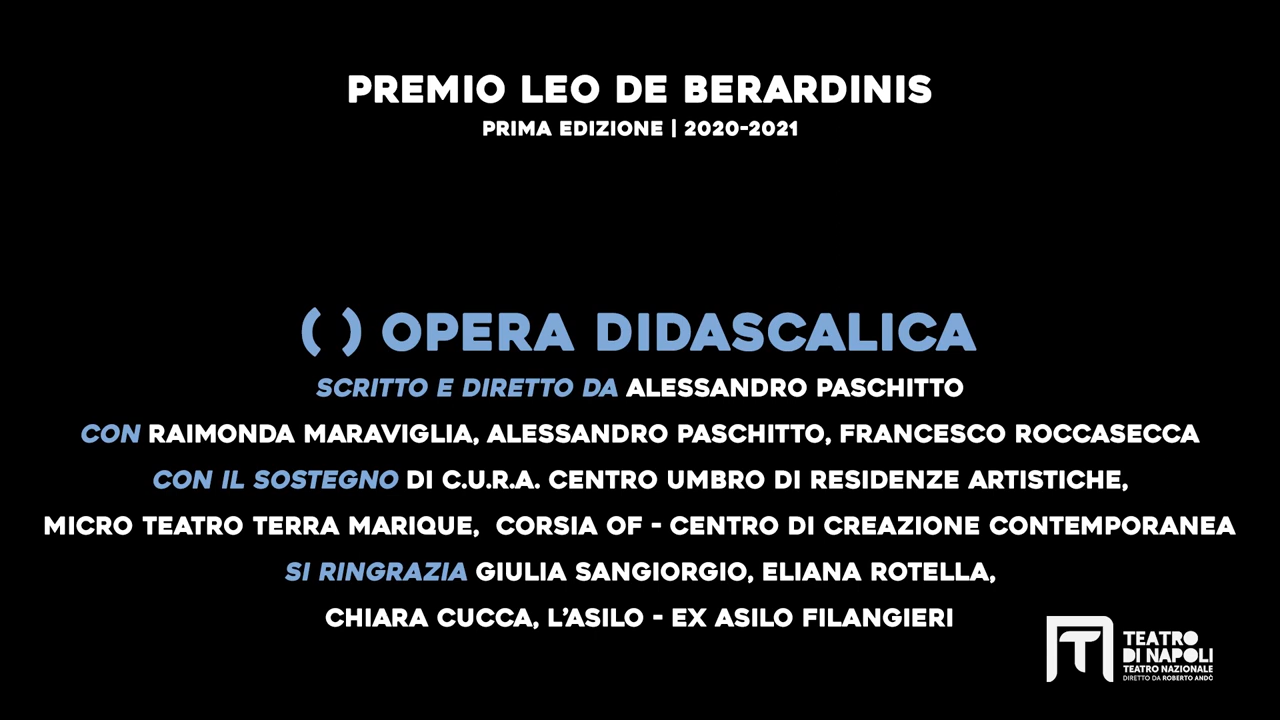 PREMIO LEO DE BERARDINIS
PRIMA EDIZIONE | 2020-2021
( ) OPERA DIDASCALICA
SCRITTO E DIRETTO DA ALESSANDRO PASCHITTO
CON RAIMONDA MARAVIGLIA, ALESSANDRO PASCHITTO, FRANCESCO ROCCASECCA
CON IL SOSTEGNO DI C.U.R.A. CENTRO UMBRO DI RESIDENZE ARTISTICHE,
MICRO TEATRO TERRA MARIQUE, CORSIA OF - CENTRO DI CREAZIONE CONTEMPORANEA
SI RINGRAZIA GIULIA SANGIORGIO, ELIANA ROTELLA,
CHIARA CUCCA, L'ASILO - EX ASILO FILANGIERI
TEATRO
DI NAPOLI
TEATRO NAZIONALE
DIRETTO DA ROBERTO ANDÒ